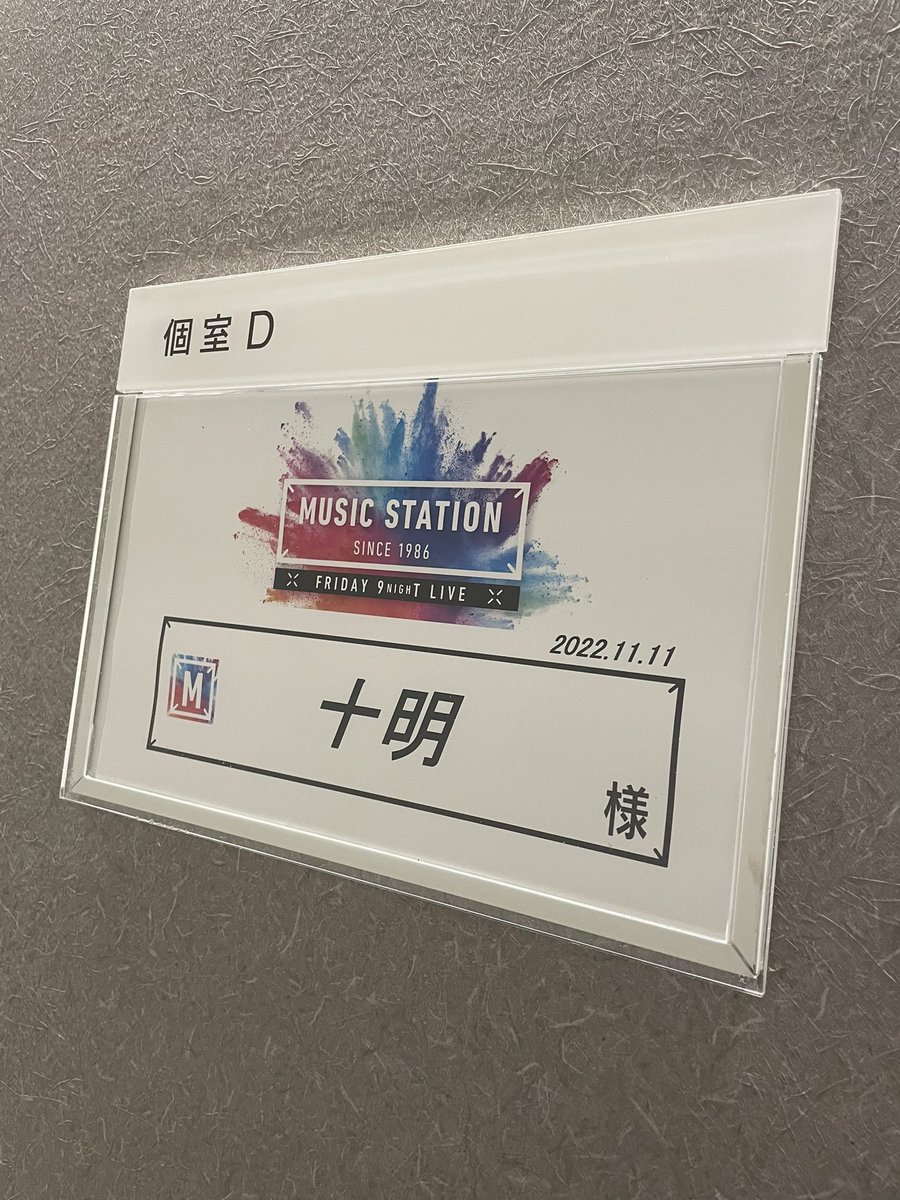 個室 D
MUSIC STATION
SINCE 1986
FRIDAY 9NIGHT LIVE
2022.11.11
M
十明
様